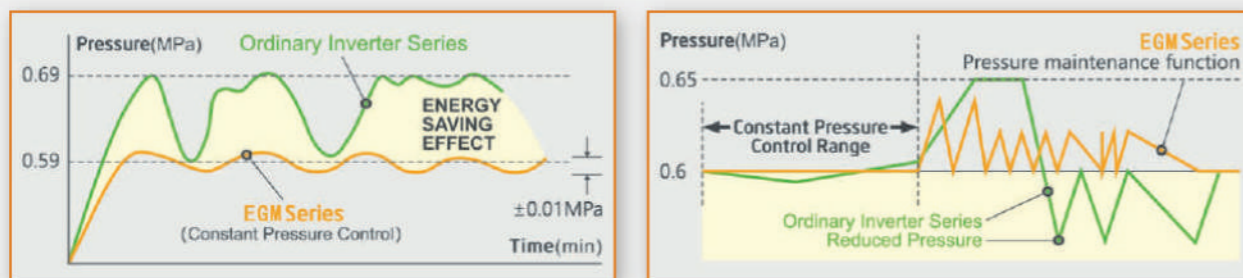 Pressure(MPa)
Ordinary Inverter Series
0.69
ENERGY
SAVING
EFFECT
0.59
±0.01MPa
EGM Series
(Constant Pressure Control)
Time(min)
Pressure(MPa)
EGM Series
Pressure maintenance function
0.65
Constant Pressure
Control Range
0.6
Ordinary Inverter Series
Reduced Pressure